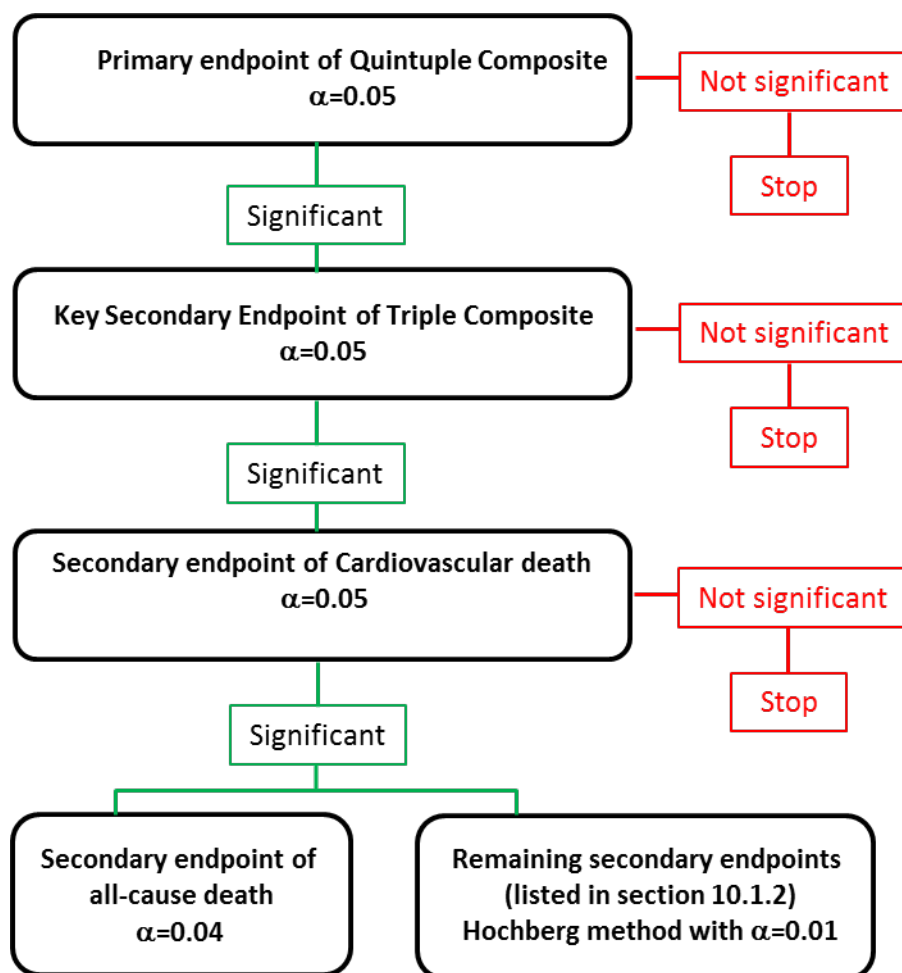 Primary endpoint of Quintuple Composite
α=0.05
Not significant
Stop
Significant
Key Secondary Endpoint of Triple Composite
α=0.05
Not significant
Stop
Significant
Secondary endpoint of Cardiovascular death
α=0.05
Not significant
Stop
Significant
Secondary endpoint of
all-cause death
α=0.04
Remaining secondary endpoints
(listed in section 10.1.2)
Hochberg method with α=0.01